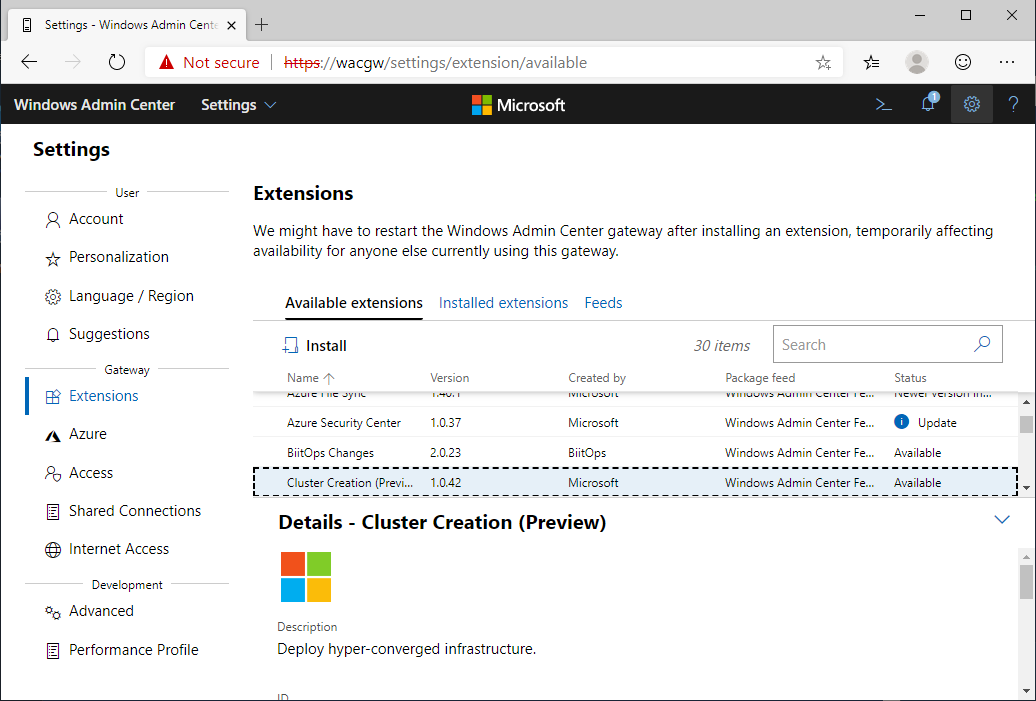 Settings - Windows Admin Cente
Not secure | https://wacgw/settings/extension/available
Windows Admin Center Settings Microsoft 1 ?
Settings
User
Account
Personalization
Language / Region
Suggestions
Gateway
Extensions
Azure
Access
Shared Connections
Internet Access
Development
Advanced
Performance Profile
Extensions
We might have to restart the Windows Admin Center gateway after installing an extension, temporarily affecting
availability for anyone else currently using this gateway.
Available extensions Installed extensions Feeds
Install 30 items Search
Name Version Created by Package feed Status
Azure File Sync 1.40.1 Microsoft Windows Admin Center Fe... Newer version in...
Azure Security Center 1.0.37 Microsoft Windows Admin Center Fe... Update
BiitOps Changes 2.0.23 BiitOps Windows Admin Center Fe... Available
Cluster Creation (Previ... 1.0.42 Microsoft Windows Admin Center Fe... Available
Details - Cluster Creation (Preview)
Description
Deploy hyper-converged infrastructure.
ID